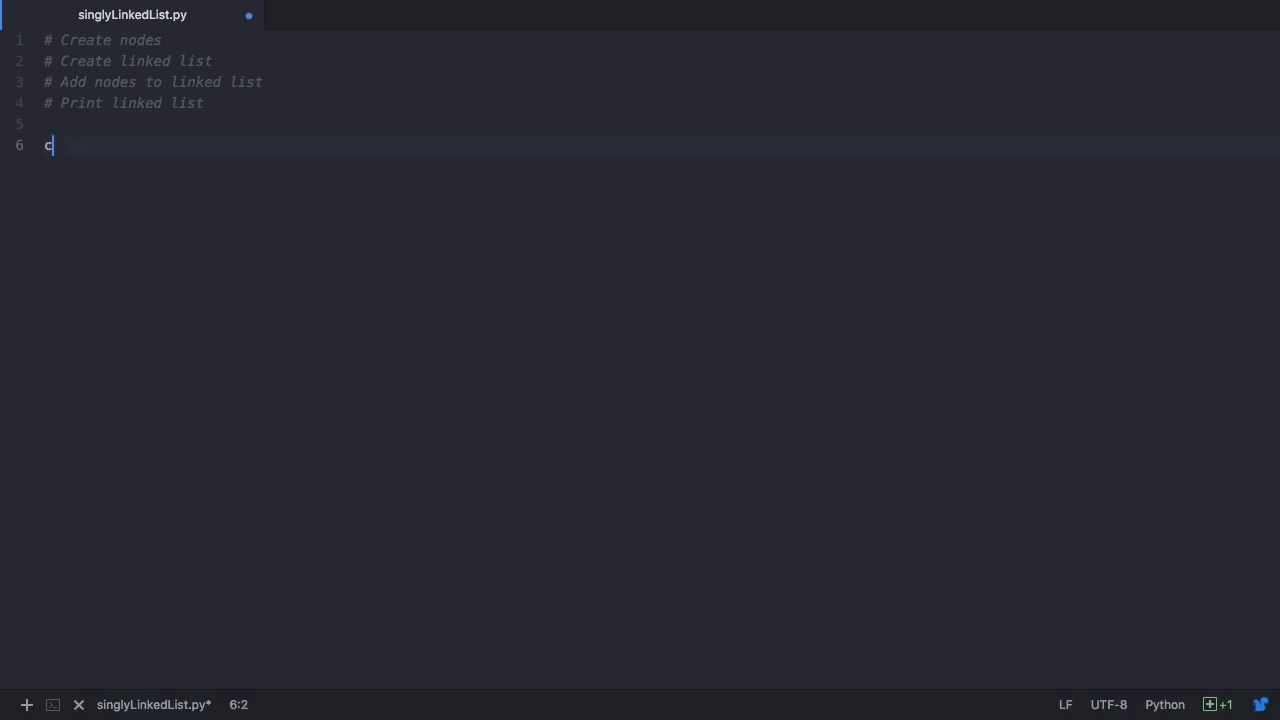 singlyLinkedList.py
1 # Create nodes
2 # Create linked list
3 # Add nodes to linked list
4 # Print linked list
5
6 c
singlyLinkedList.py* 6:2 LF UTF-8 Python +1